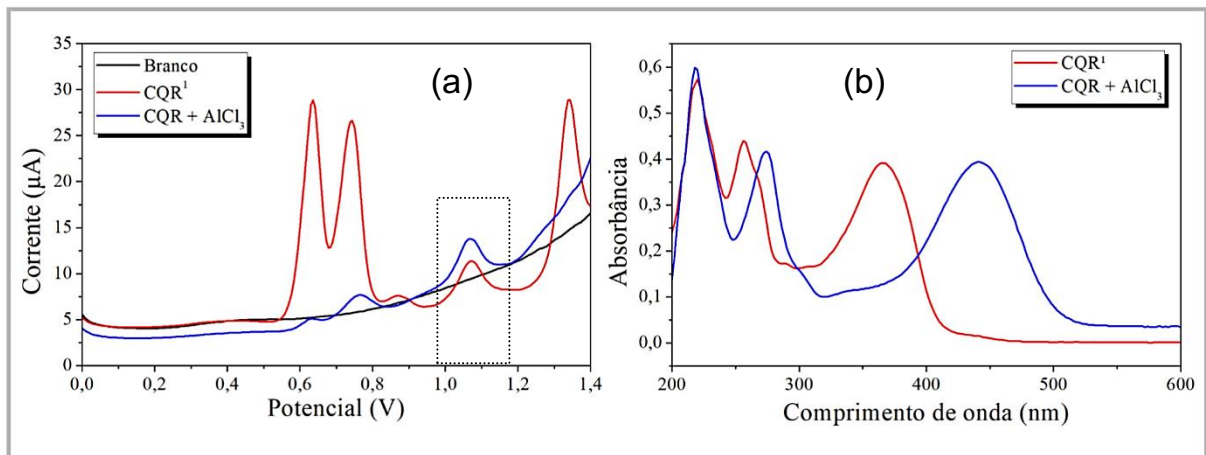 (a)
Branco
CQR¹
CQR + AlCl₃
35
30
25
20
15
10
5
0
Corrente (µA)
0,0 0,2 0,4 0,6 0,8 1,0 1,2 1,4
Potencial (V)
(b)
CQR¹
CQR + AlCl₃
0,6
0,5
0,4
0,3
0,2
0,1
0,0
Absorbância
200 300 400 500 600
Comprimento de onda (nm)